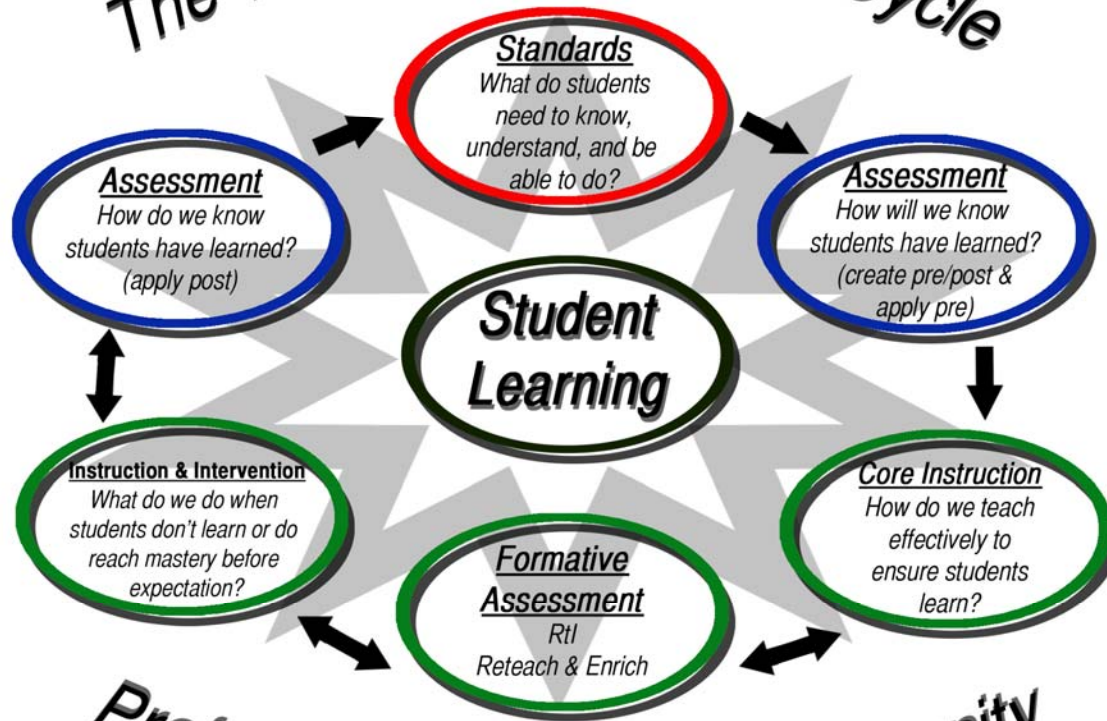 The
Cycle
Standards
What do students
need to know,
understand, and be
able to do?
Assessment
How do we know
students have learned?
(apply post)
Assessment
How will we know
students have learned?
(create pre/post &
apply pre)
Student
Learning
Instruction & Intervention
What do we do when
students don't learn or do
reach mastery before
expectation?
Core Instruction
How do we teach
effectively to
ensure students
learn?
Formative
Assessment
RtI
Reteach & Enrich